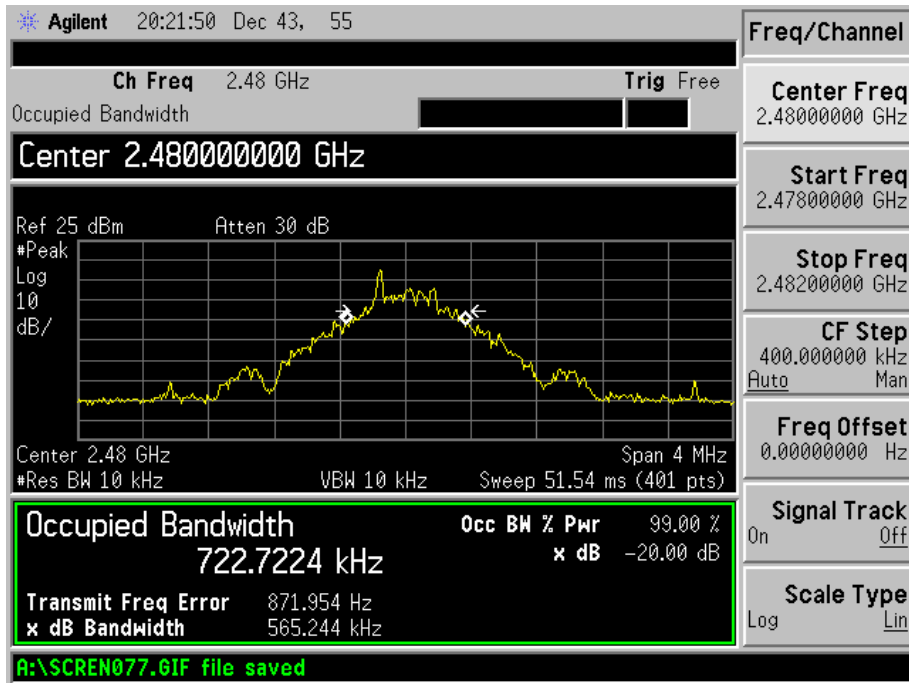 Agilent 20:21:50 Dec 43, 55
Freq/Channel
Ch Freq 2.48 GHz Trig Free
Occupied Bandwidth
Center 2.480000000 GHz
Ref 25 dBm Atten 30 dB
#Peak
Log
10
dB/
Center 2.48 GHz Span 4 MHz
#Res BW 10 kHz VBW 10 kHz Sweep 51.54 ms (401 pts)
Occupied Bandwidth
722.7224 kHz
Occ BW % Pwr 99.00 %
x dB -20.00 dB
Transmit Freq Error 871.954 Hz
x dB Bandwidth 565.244 kHz
A:\SCREN077.GIF file saved
Center Freq
2.48000000 GHz
Start Freq
2.47800000 GHz
Stop Freq
2.48200000 GHz
CF Step
400.000000 kHz
Auto Man
Freq Offset
0.00000000 Hz
Signal Track
On Off
Scale Type
Log Lin